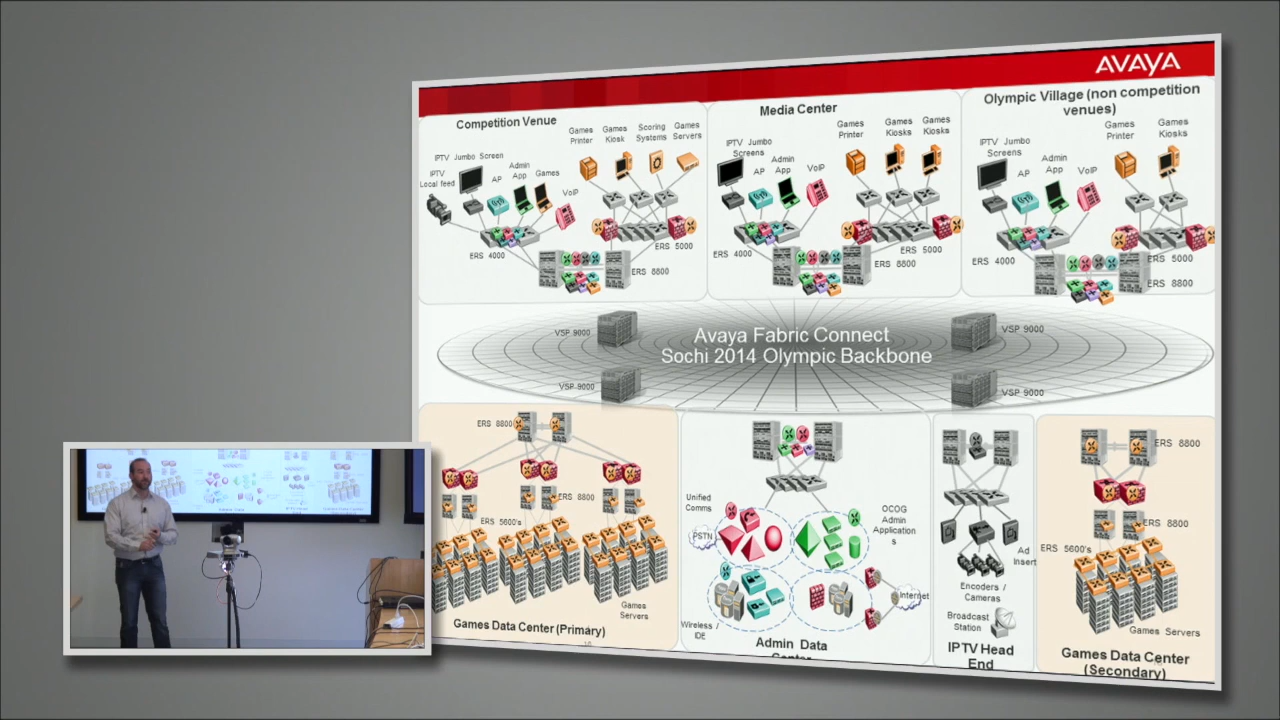 AVAYA
Competition Venue
Games
Printer
Games
Kiosk
Scoring
Systems
Games
Servers
IPTV Jumbo Screen
IPTV
Local feed
AP
Admin
App
Games
VoIP
ERS 4000
ERS 5000
ERS 8800
Media Center
Games
Printer
Games
Kiosks
Games
Kiosks
IPTV Jumbo
Screens
AP
Admin
App
VoIP
ERS 4000
ERS 5000
ERS 8800
Olympic Village (non competition
venues)
Games
Printer
Games
Kiosks
IPTV Jumbo
Screens
AP
Admin
App
VoIP
ERS 4000
ERS 5000
ERS 8800
VSP 9000
Avaya Fabric Connect
Sochi 2014 Olympic Backbone
VSP 9000
VSP 9000
VSP 9000
ERS 8800
ERS 8800
ERS 5600's
Games
Servers
Games Data Center (Primary)
Unified
Comms
PSTN
OCOG
Admin
Application
s
Internet
Wireless /
IDE
Admin Data
Center
Ad
Insert
Encoders /
Cameras
Broadcast
Station
IPTV Head
End
ERS 8800
ERS 8800
ERS 5600's
Games Servers
Games Data Center
(Secondary)